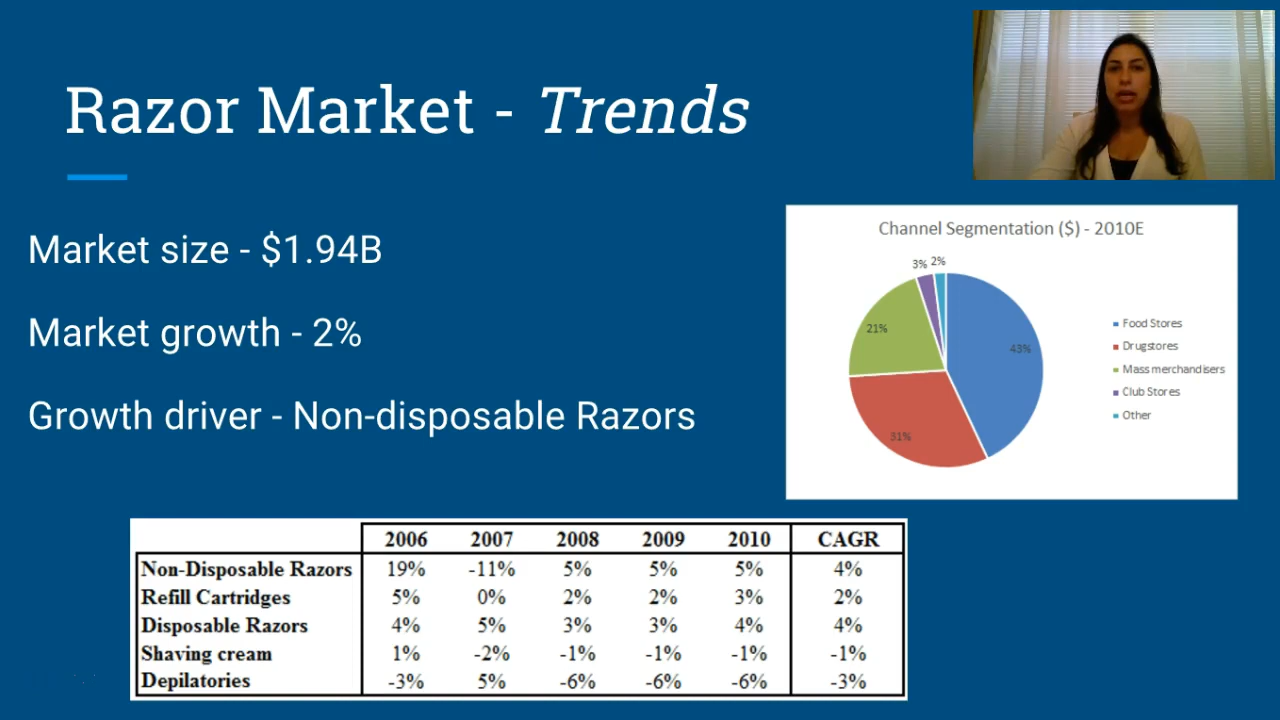 Razor Market - Trends
Market size - $1.94B
Market growth - 2%
Growth driver - Non-disposable Razors
Channel Segmentation ($) - 2010E
3% 2%
21%
43%
31%
Food Stores
Drugstores
Mass merchandisers
Club Stores
Other
2006 2007 2008 2009 2010 CAGR
Non-Disposable Razors 19% -11% 5% 5% 5% 4%
Refill Cartridges 5% 0% 2% 2% 3% 2%
Disposable Razors 4% 5% 3% 3% 4% 4%
Shaving cream 1% -2% -1% -1% -1% -1%
Depilatories -3% 5% -6% -6% -6% -3%